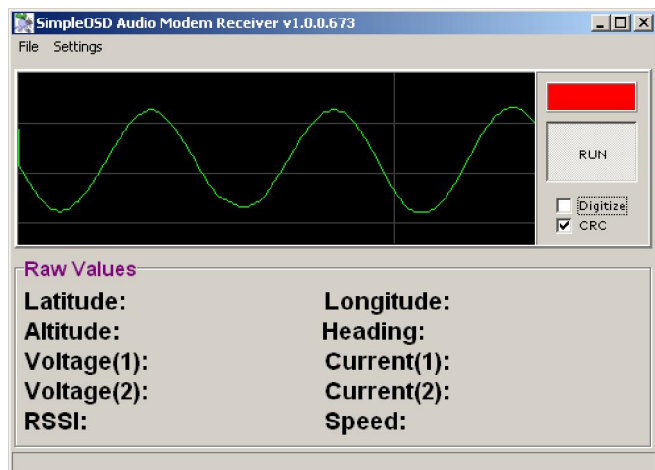 SimpleOSD Audio Modem Receiver v1.0.0.673
File Settings
RUN
Digitize
CRC
Raw Values
Latitude: Longitude:
Altitude: Heading:
Voltage(1): Current(1):
Voltage(2): Current(2):
RSSI: Speed: